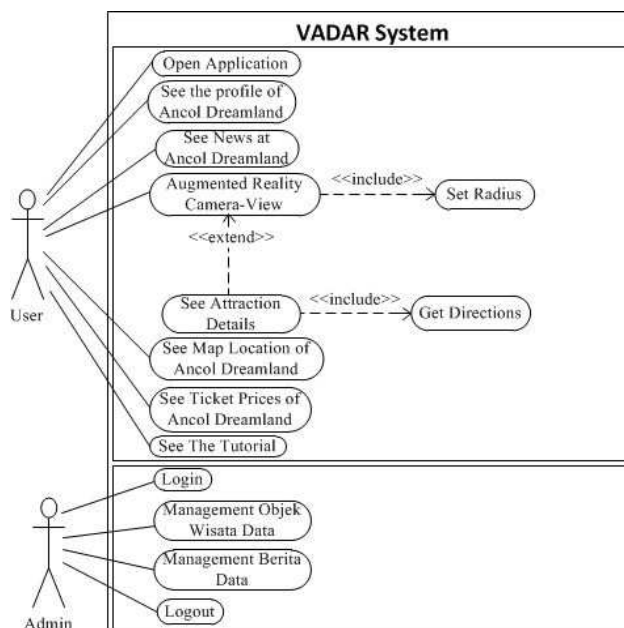 VADAR System
Open Application
See the profile of
Ancol Dreamland
See News at
Ancol Dreamland
Augmented Reality
Camera-View
<<include>>
Set Radius
<<extend>>
See Attraction
Details
<<include>>
Get Directions
User
See Map Location of
Ancol Dreamland
See Ticket Prices of
Ancol Dreamland
See The Tutorial
Login
Management Objek
Wisata Data
Management Berita
Data
Logout
Admin